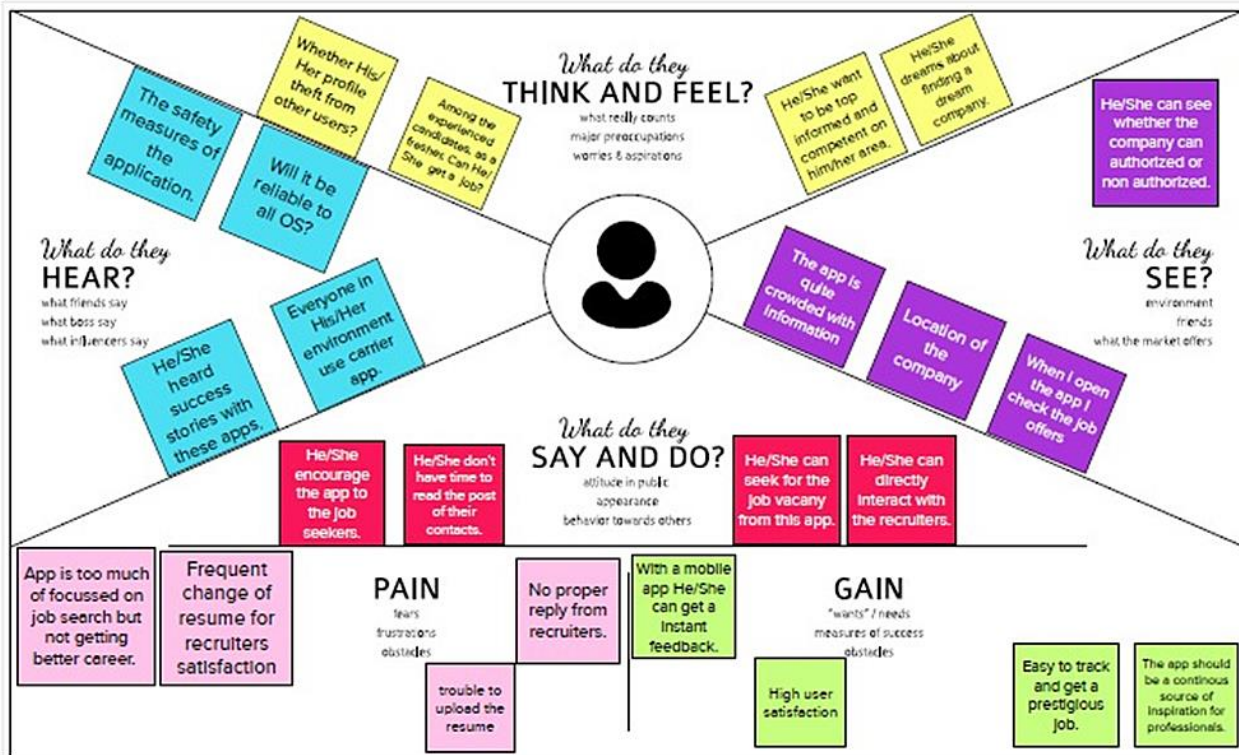 What do they
THINK AND FEEL?
what really counts
major preoccupations
worries & aspirations
Whether His/
Her profile
theft from
other users?
Among the
experienced
candidates, as a
fresher, Can He/
She get a job?
He/She want
to be top
informed and
competent on
him/her area.
He/She
dreams about
finding a
dream
company.
What do they
HEAR?
what friends say
what boss say
what influencers say
The safety
measures of
the
application.
Will it be
reliable to
all OS?
Everyone in
His/Her
environment
use carrier
app.
He/She
heard
success
stories with
these apps.
What do they
SEE?
environment
friends
what the market offers
He/She can see
whether the
company can
authorized or
non authorized.
The app is
quite
crowded with
Information
Location of
the
company
When I open
the app I
check the job
offers
What do they
SAY AND DO?
attitude in public
appearance
behavior towards others
He/She
encourage
the app to
the job
seekers.
He/She don't
have time to
read the post
of their
contacts.
He/She can
seek for the
job vacany
from this app.
He/She can
directly
interact with
the recruiters.
PAIN
fears
frustrations
obstacles
App is too much
of focussed on
job search but
not getting
better career.
Frequent
change of
resume for
recruiters
satisfaction
No proper
reply from
recruiters.
trouble to
upload the
resume
GAIN
"wants" / needs
measures of success
obstacles
With a mobile
app He/She
can get a
instant
feedback.
High user
satisfaction
Easy to track
and get a
prestigious
job.
The app should
be a continous
source of
inspiration for
professionals.